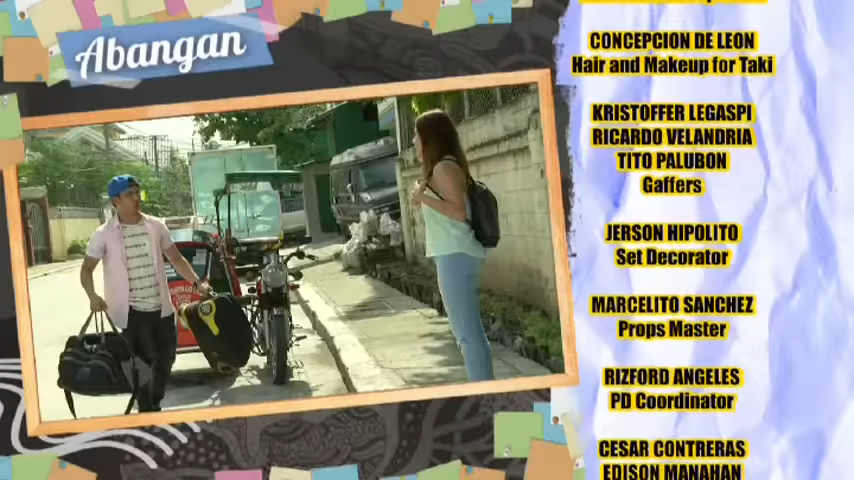 Abangan
CONCEPCION DE LEON
Hair and Makeup for Taki
KRISTOFFER LEGASPI
RICARDO VELANDRIA
TITO PALUBON
Gaffers
JERSON HIPOLITO
Set Decorator
MARCELITO SANCHEZ
Props Master
RIZFORD ANGELES
PD Coordinator
CESAR CONTRERAS
EDISON MANAHAN